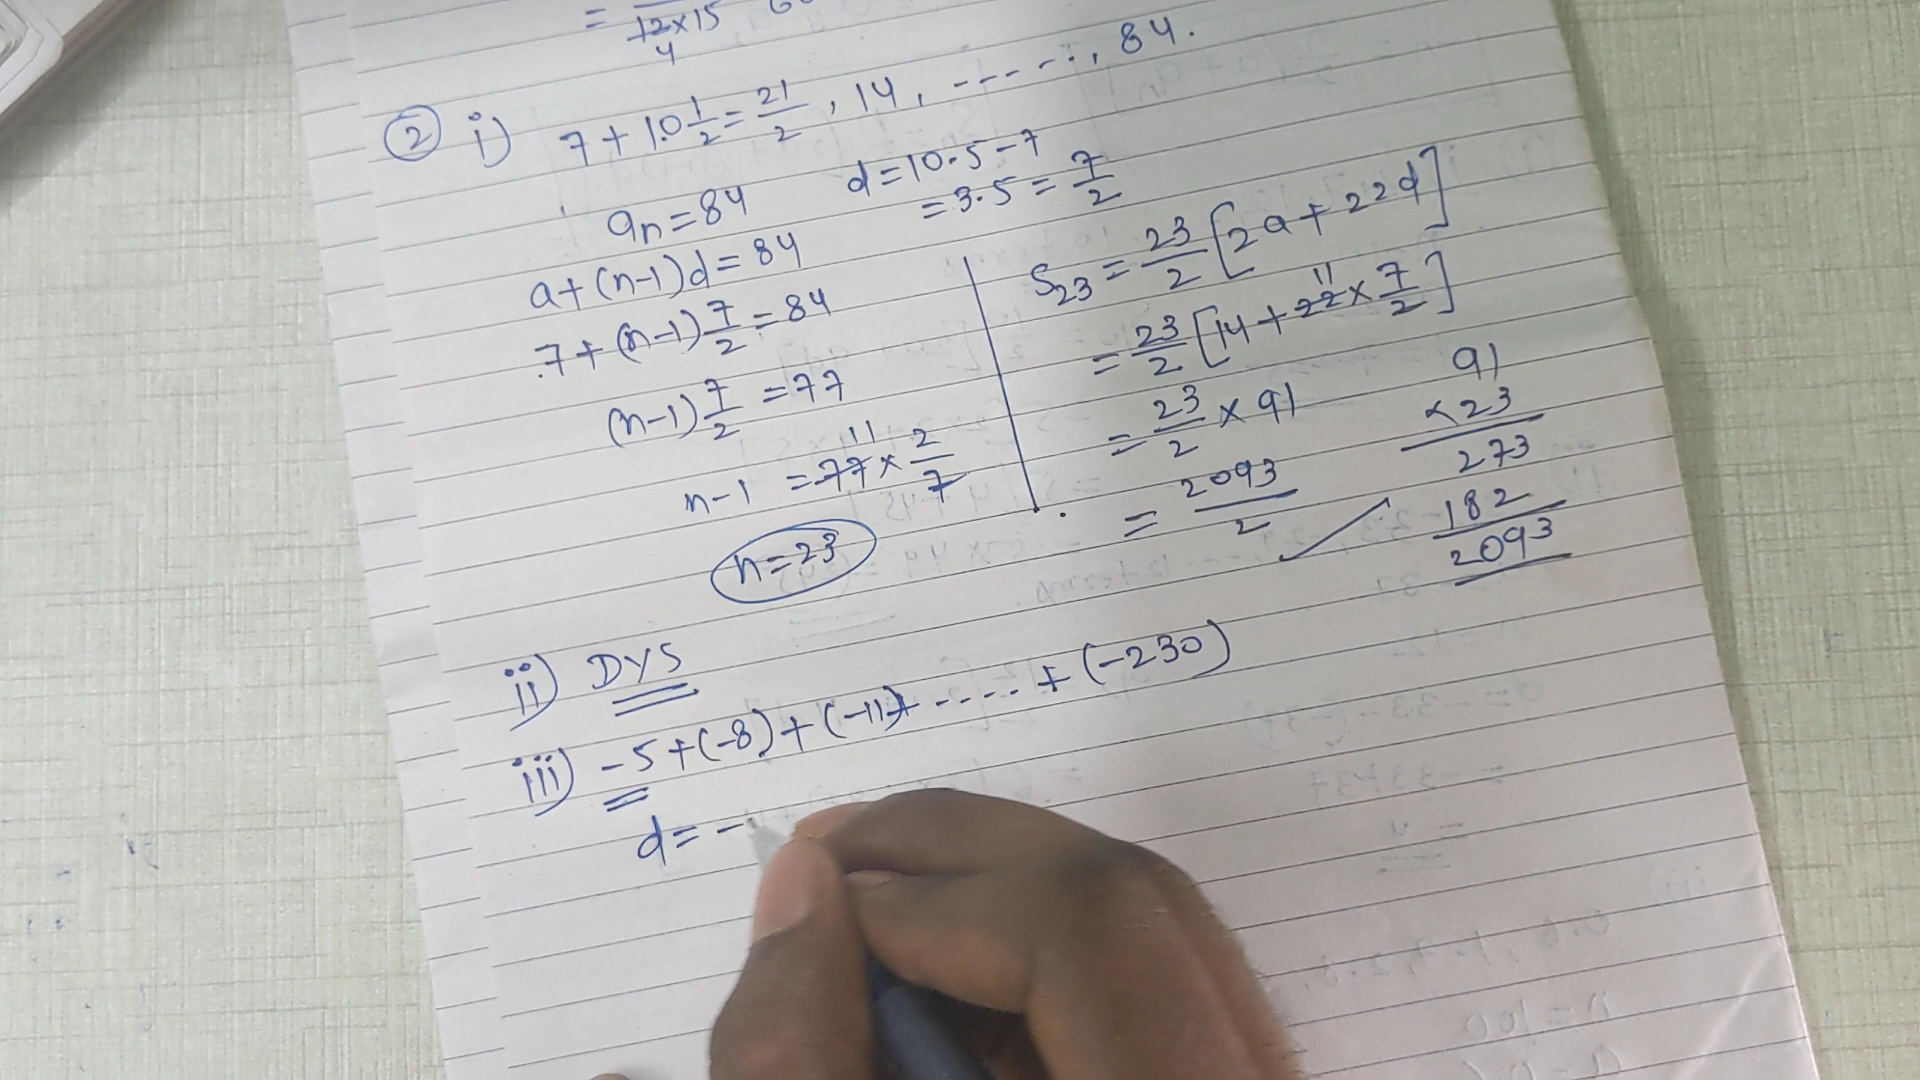 = 12×15
4
② i) 7 + 10 1/2 = 21/2 , 14 , ------ , 84.
an = 84
d = 10.5 - 7
= 3.5 = 7/2
a + (n-1)d = 84
7 + (n-1) 7/2 = 84
(n-1) 7/2 = 77
11
n-1 = 77 × 2/7
n = 23
S23 = 23/2 [2a + 22d]
11
= 23/2 [14 + 22 × 7/2]
= 23/2 × 91
= 2093/2
91
× 23
273
182
2093
ii) DYS
iii) -5 + (-8) + (-11) + ..... + (-230)
d = -